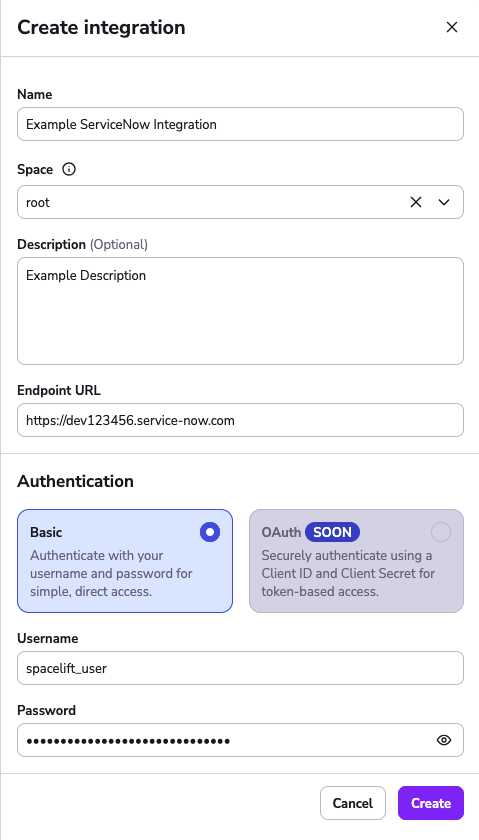 Create integration
Name
Example ServiceNow Integration
Space
root
Description (Optional)
Example Description
Endpoint URL
https://dev123456.service-now.com
Authentication
Basic
Authenticate with your
username and password for
simple, direct access.
OAuth SOON
Securely authenticate using a
Client ID and Client Secret for
token-based access.
Username
spacelift_user
Password
••••••••••••••••••••••••••••••
Cancel
Create